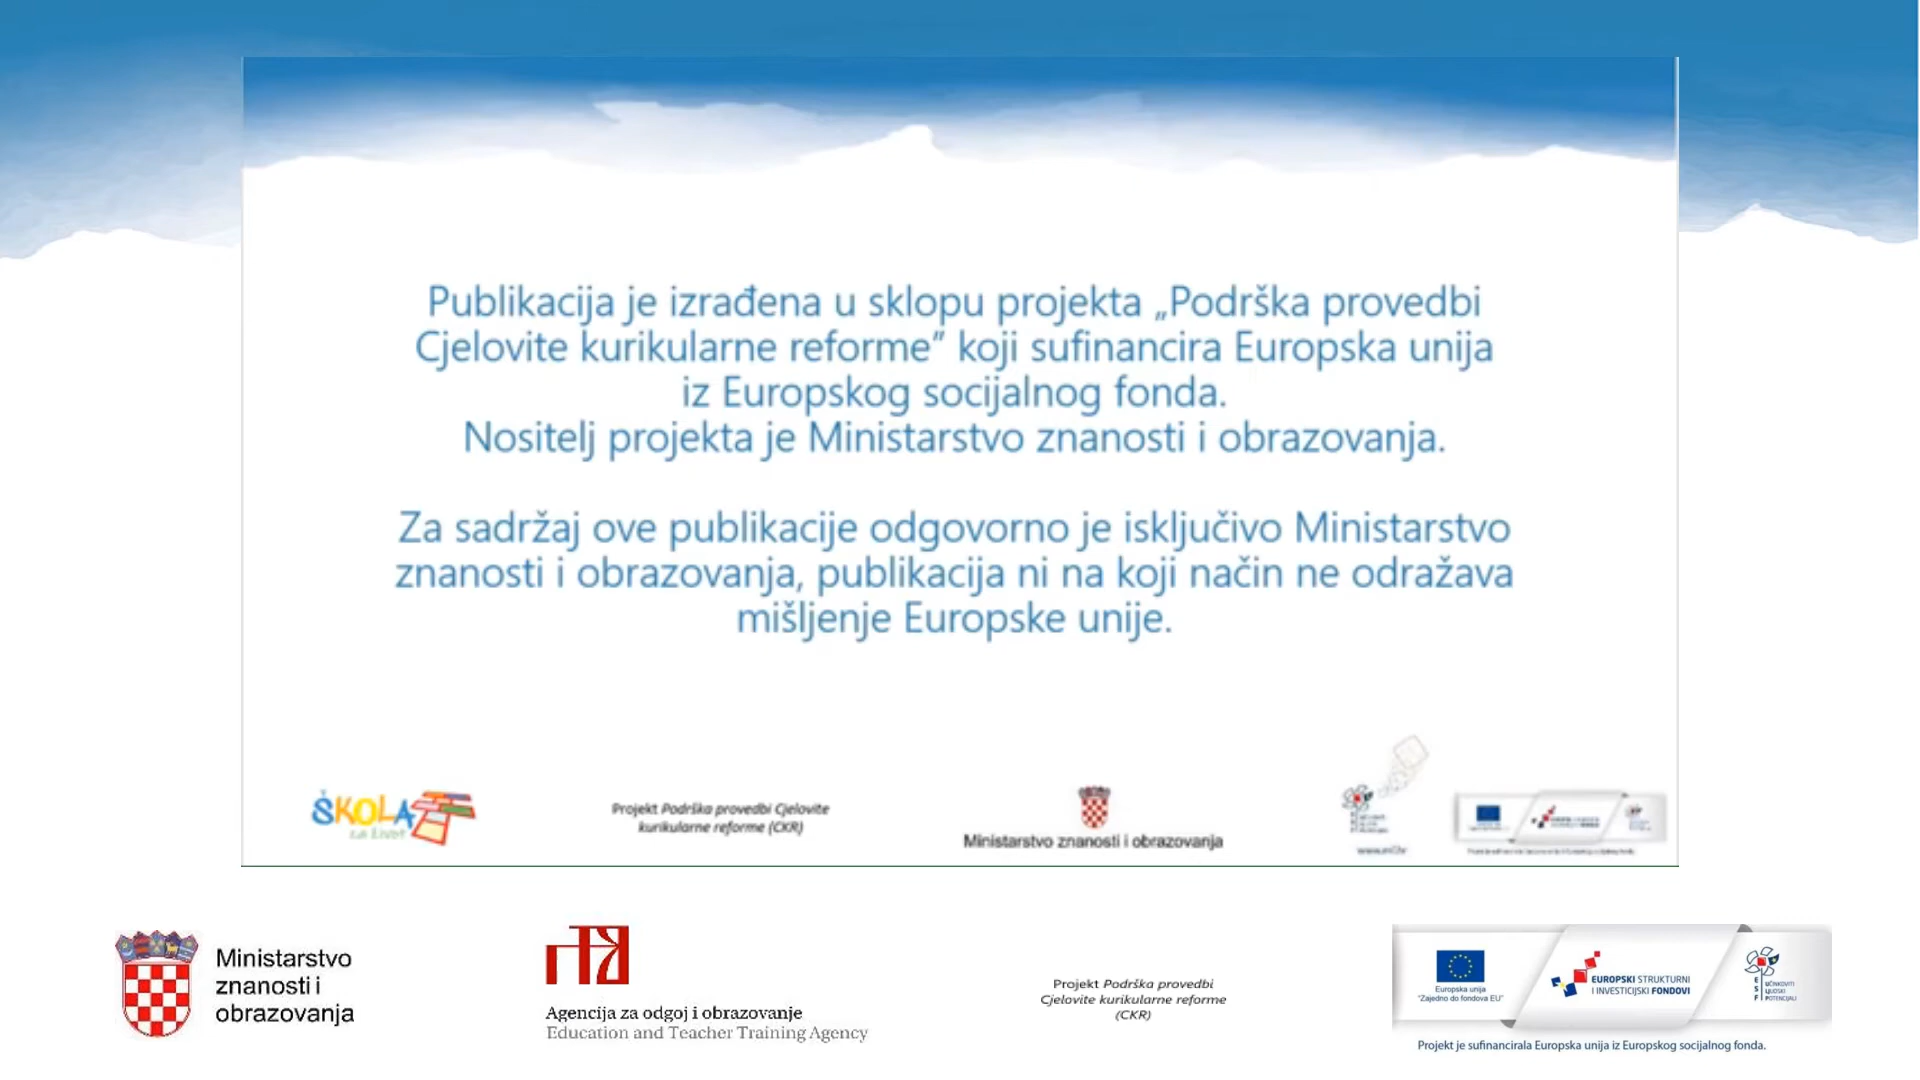 Publikacija je izrađena u sklopu projekta „Podrška provedbi
Cjelovite kurikularne reforme” koji sufinancira Europska unija
iz Europskog socijalnog fonda.
Nositelj projekta je Ministarstvo znanosti i obrazovanja.
Za sadržaj ove publikacije odgovorno je isključivo Ministarstvo
znanosti i obrazovanja, publikacija ni na koji način ne odražava
mišljenje Europske unije.
ŠKOLA
za život
Projekt Podrška provedbi Cjelovite
kurikularne reforme (CKR)
Ministarstvo znanosti i obrazovanja
Ministarstvo
znanosti i
obrazovanja
Agencija za odgoj i obrazovanje
Education and Teacher Training Agency
Projekt Podrška provedbi
Cjelovite kurikularne reforme
(CKR)
Europska unija
"Zajedno do fondova EU"
EUROPSKI STRUKTURNI
I INVESTICIJSKI FONDOVI
ESF
UČINKOVITI
LJUDSKI
POTENCIJALI
Projekt je sufinancirala Europska unija iz Europskog socijalnog fonda.